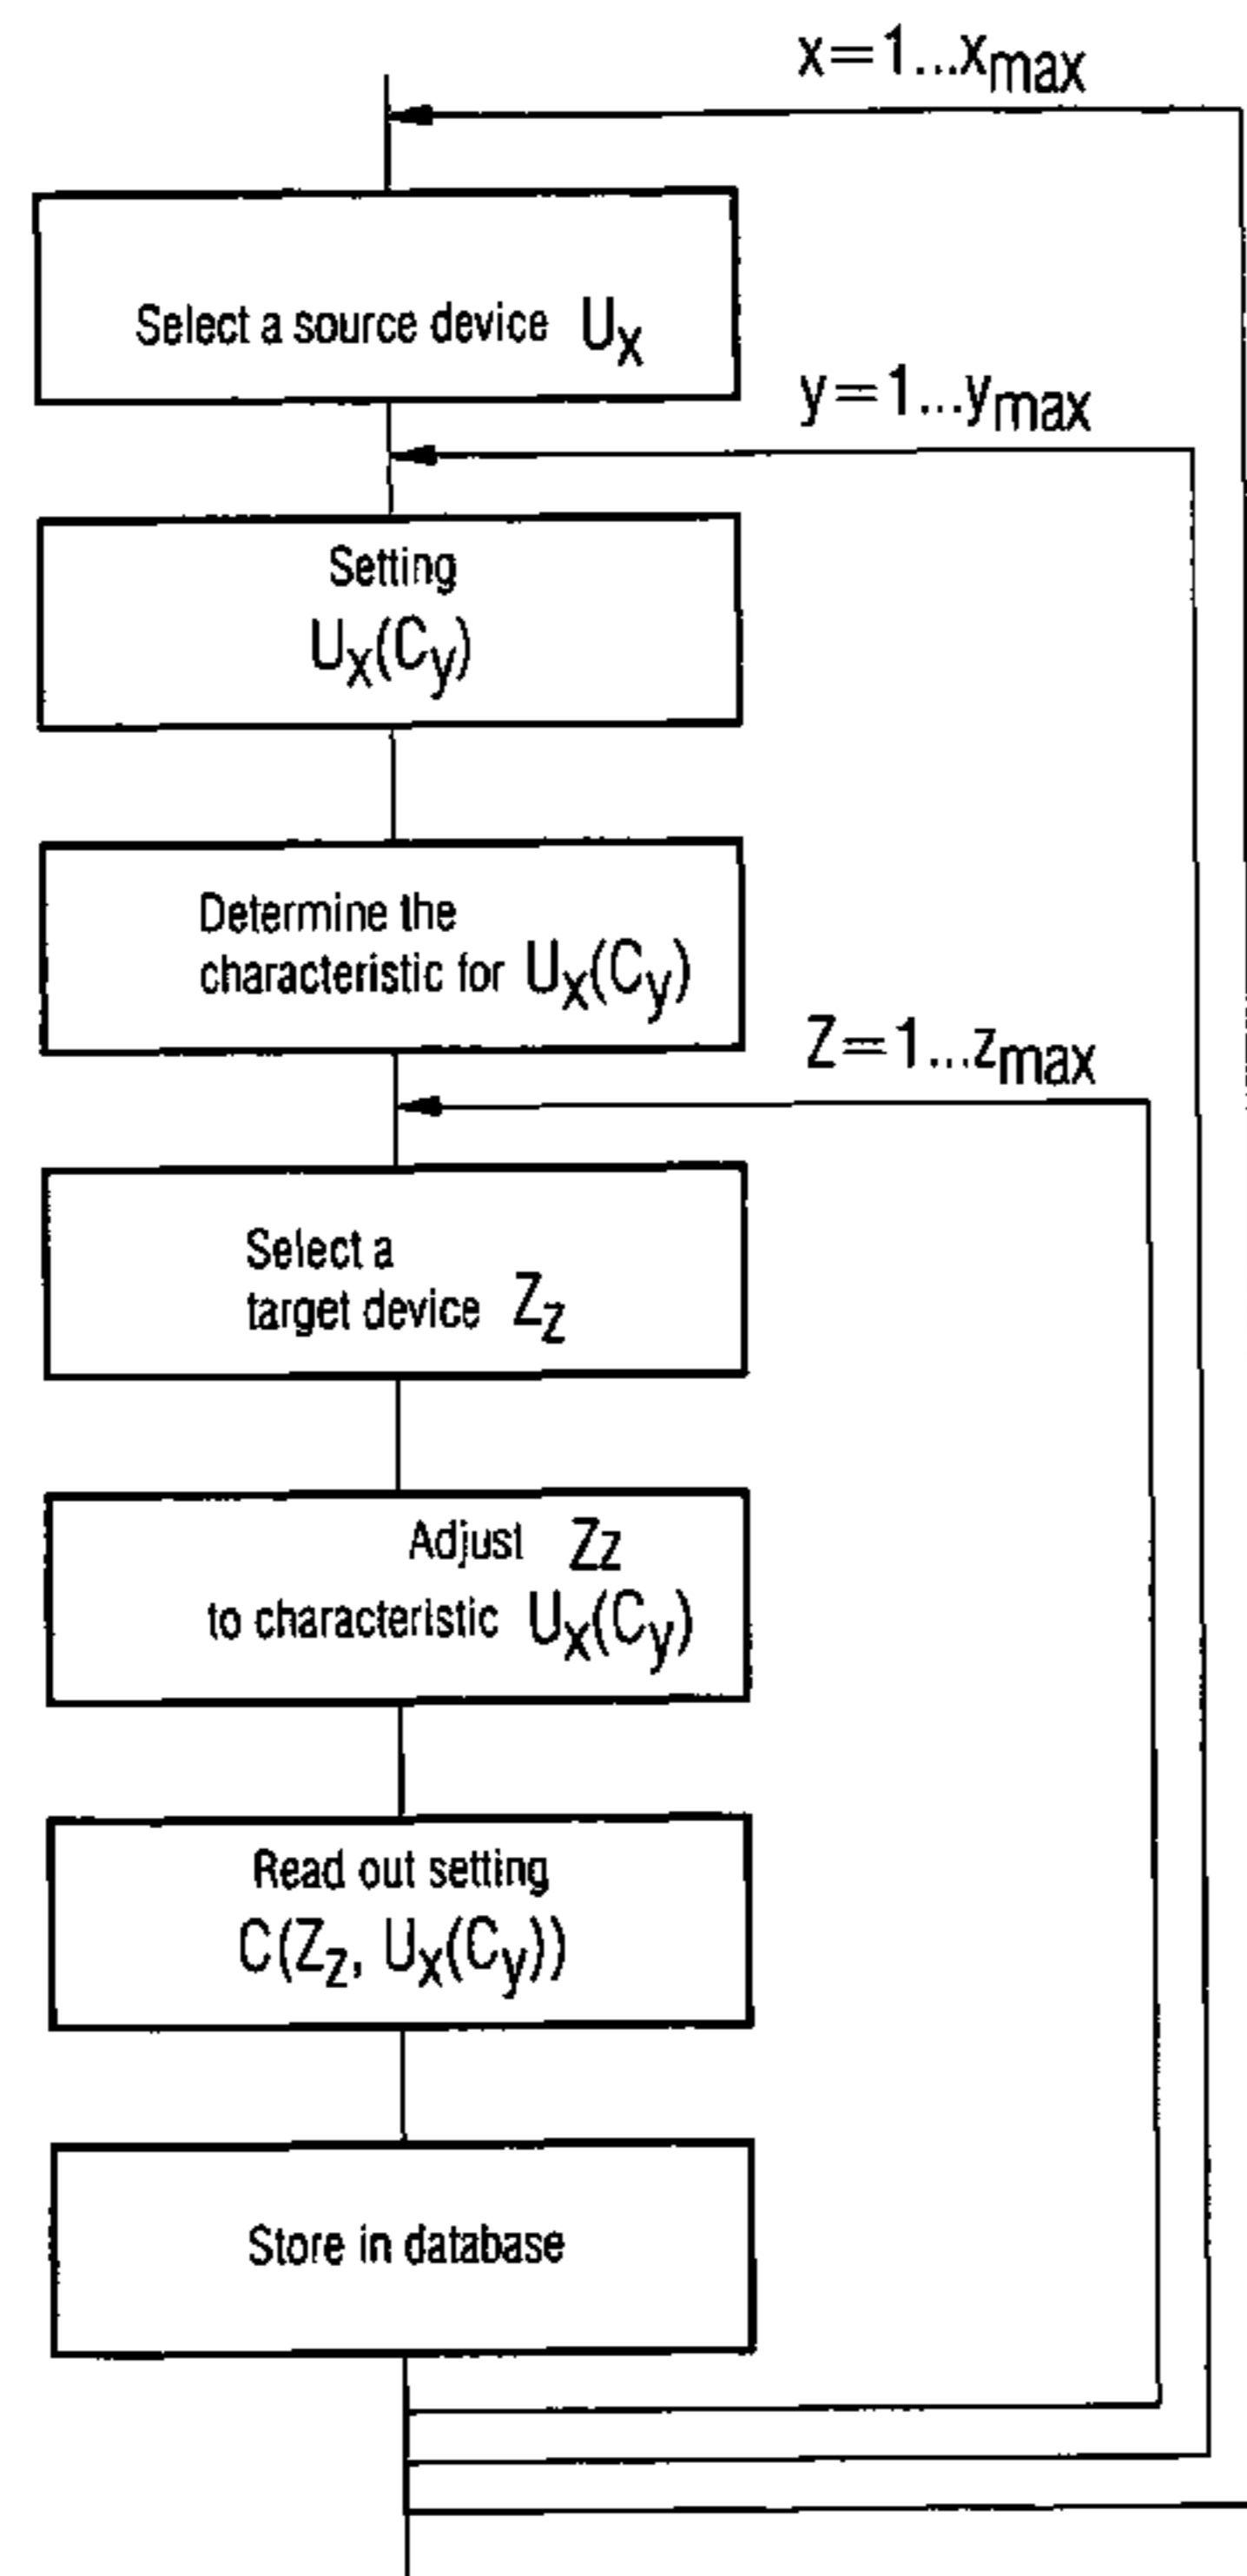 x=1...xmax
Select a source device Ux
y=1...ymax
Setting
Ux(Cy)
Determine the
characteristic for Ux(Cy)
Z=1...zmax
Select a
target device Zz
Adjust Zz
to characteristic Ux(Cy)
Read out setting
C(Zz, Ux(Cy))
Store in database